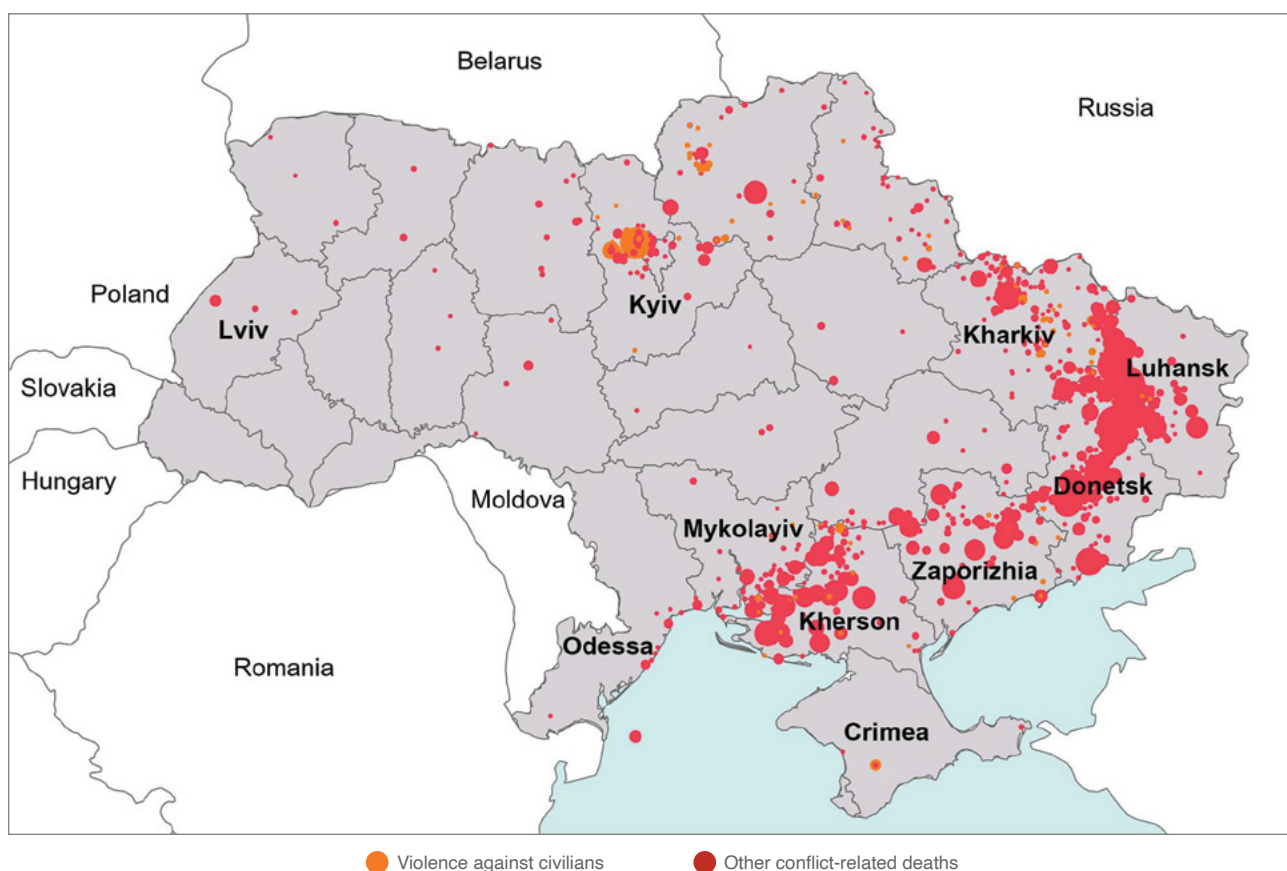 Belarus
Russia
Poland
Lviv
Kyiv
Kharkiv
Luhansk
Slovakia
Hungary
Moldova
Donetsk
Mykolayiv
Zaporizhia
Kherson
Odessa
Romania
Crimea
Violence against civilians
Other conflict-related deaths